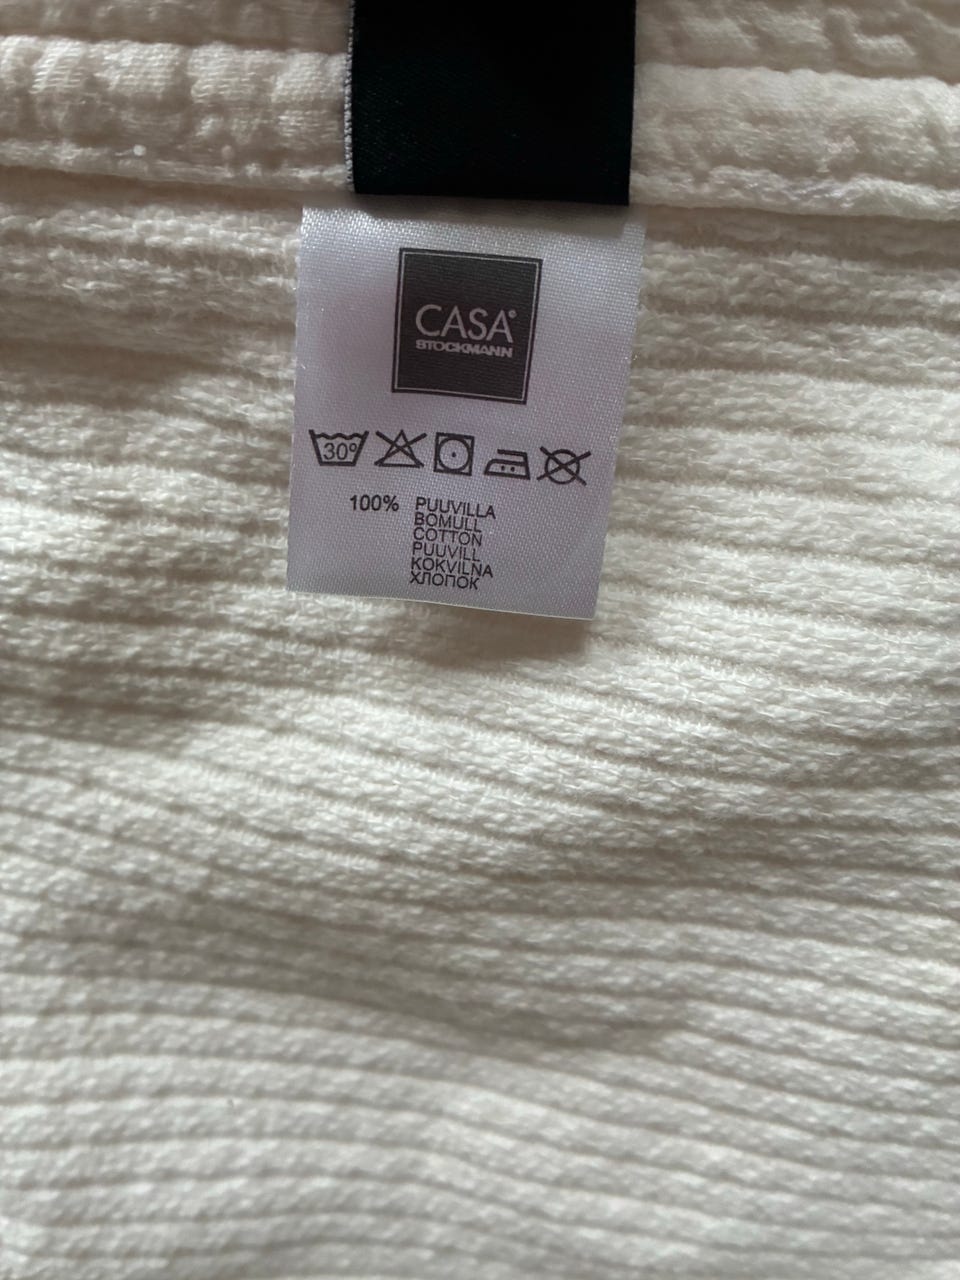 CASA®
STOCKMANN
30°
100% PUUVILLA
BOMULL
COTTON
PUUVILL
KOKVILNA
ХЛОПОК